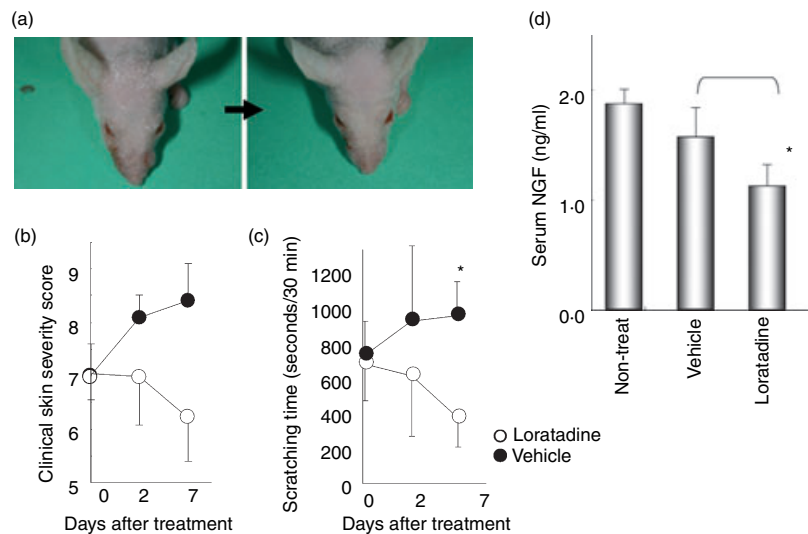 (a)
(b)
Clinical skin severity score
9
8
7
6
5
0 2 7
Days after treatment
(c)
Scratching time (seconds/30 min)
1200
1000
800
600
400
200
0
0 2 7
Days after treatment
*
Loratadine
Vehicle
(d)
Serum NGF (ng/ml)
2·0
1·0
0·0
*
Non-treat
Vehicle
Loratadine